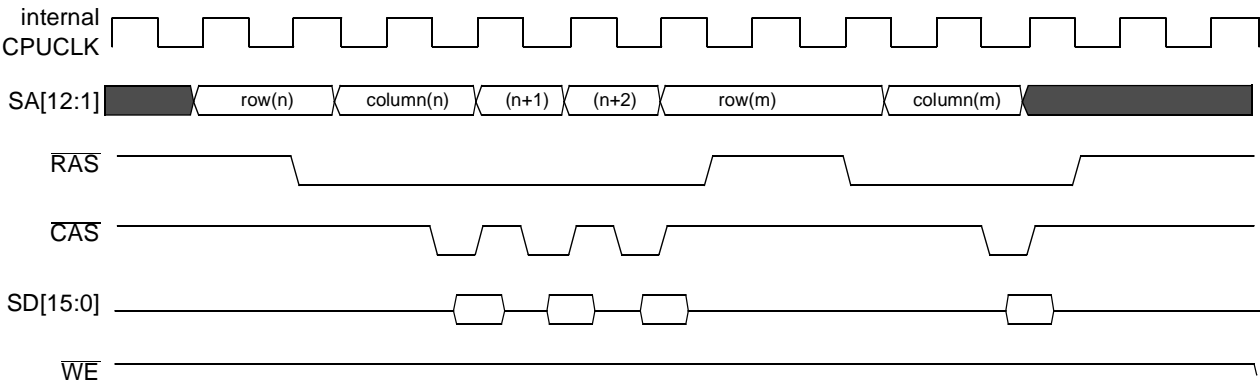 internal
CPUCLK
SA[12:1] row(n) column(n) (n+1) (n+2) row(m) column(m)
RAS
CAS
SD[15:0]
WE